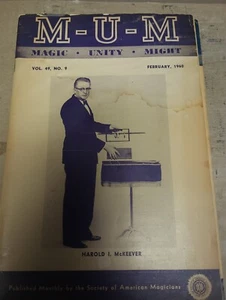 M-U-M
MAGIC • UNITY • MIGHT
VOL. 49, NO. 9 FEBRUARY, 1960
HAROLD I. McKEEVER
Published monthly by the Society of American Magicians